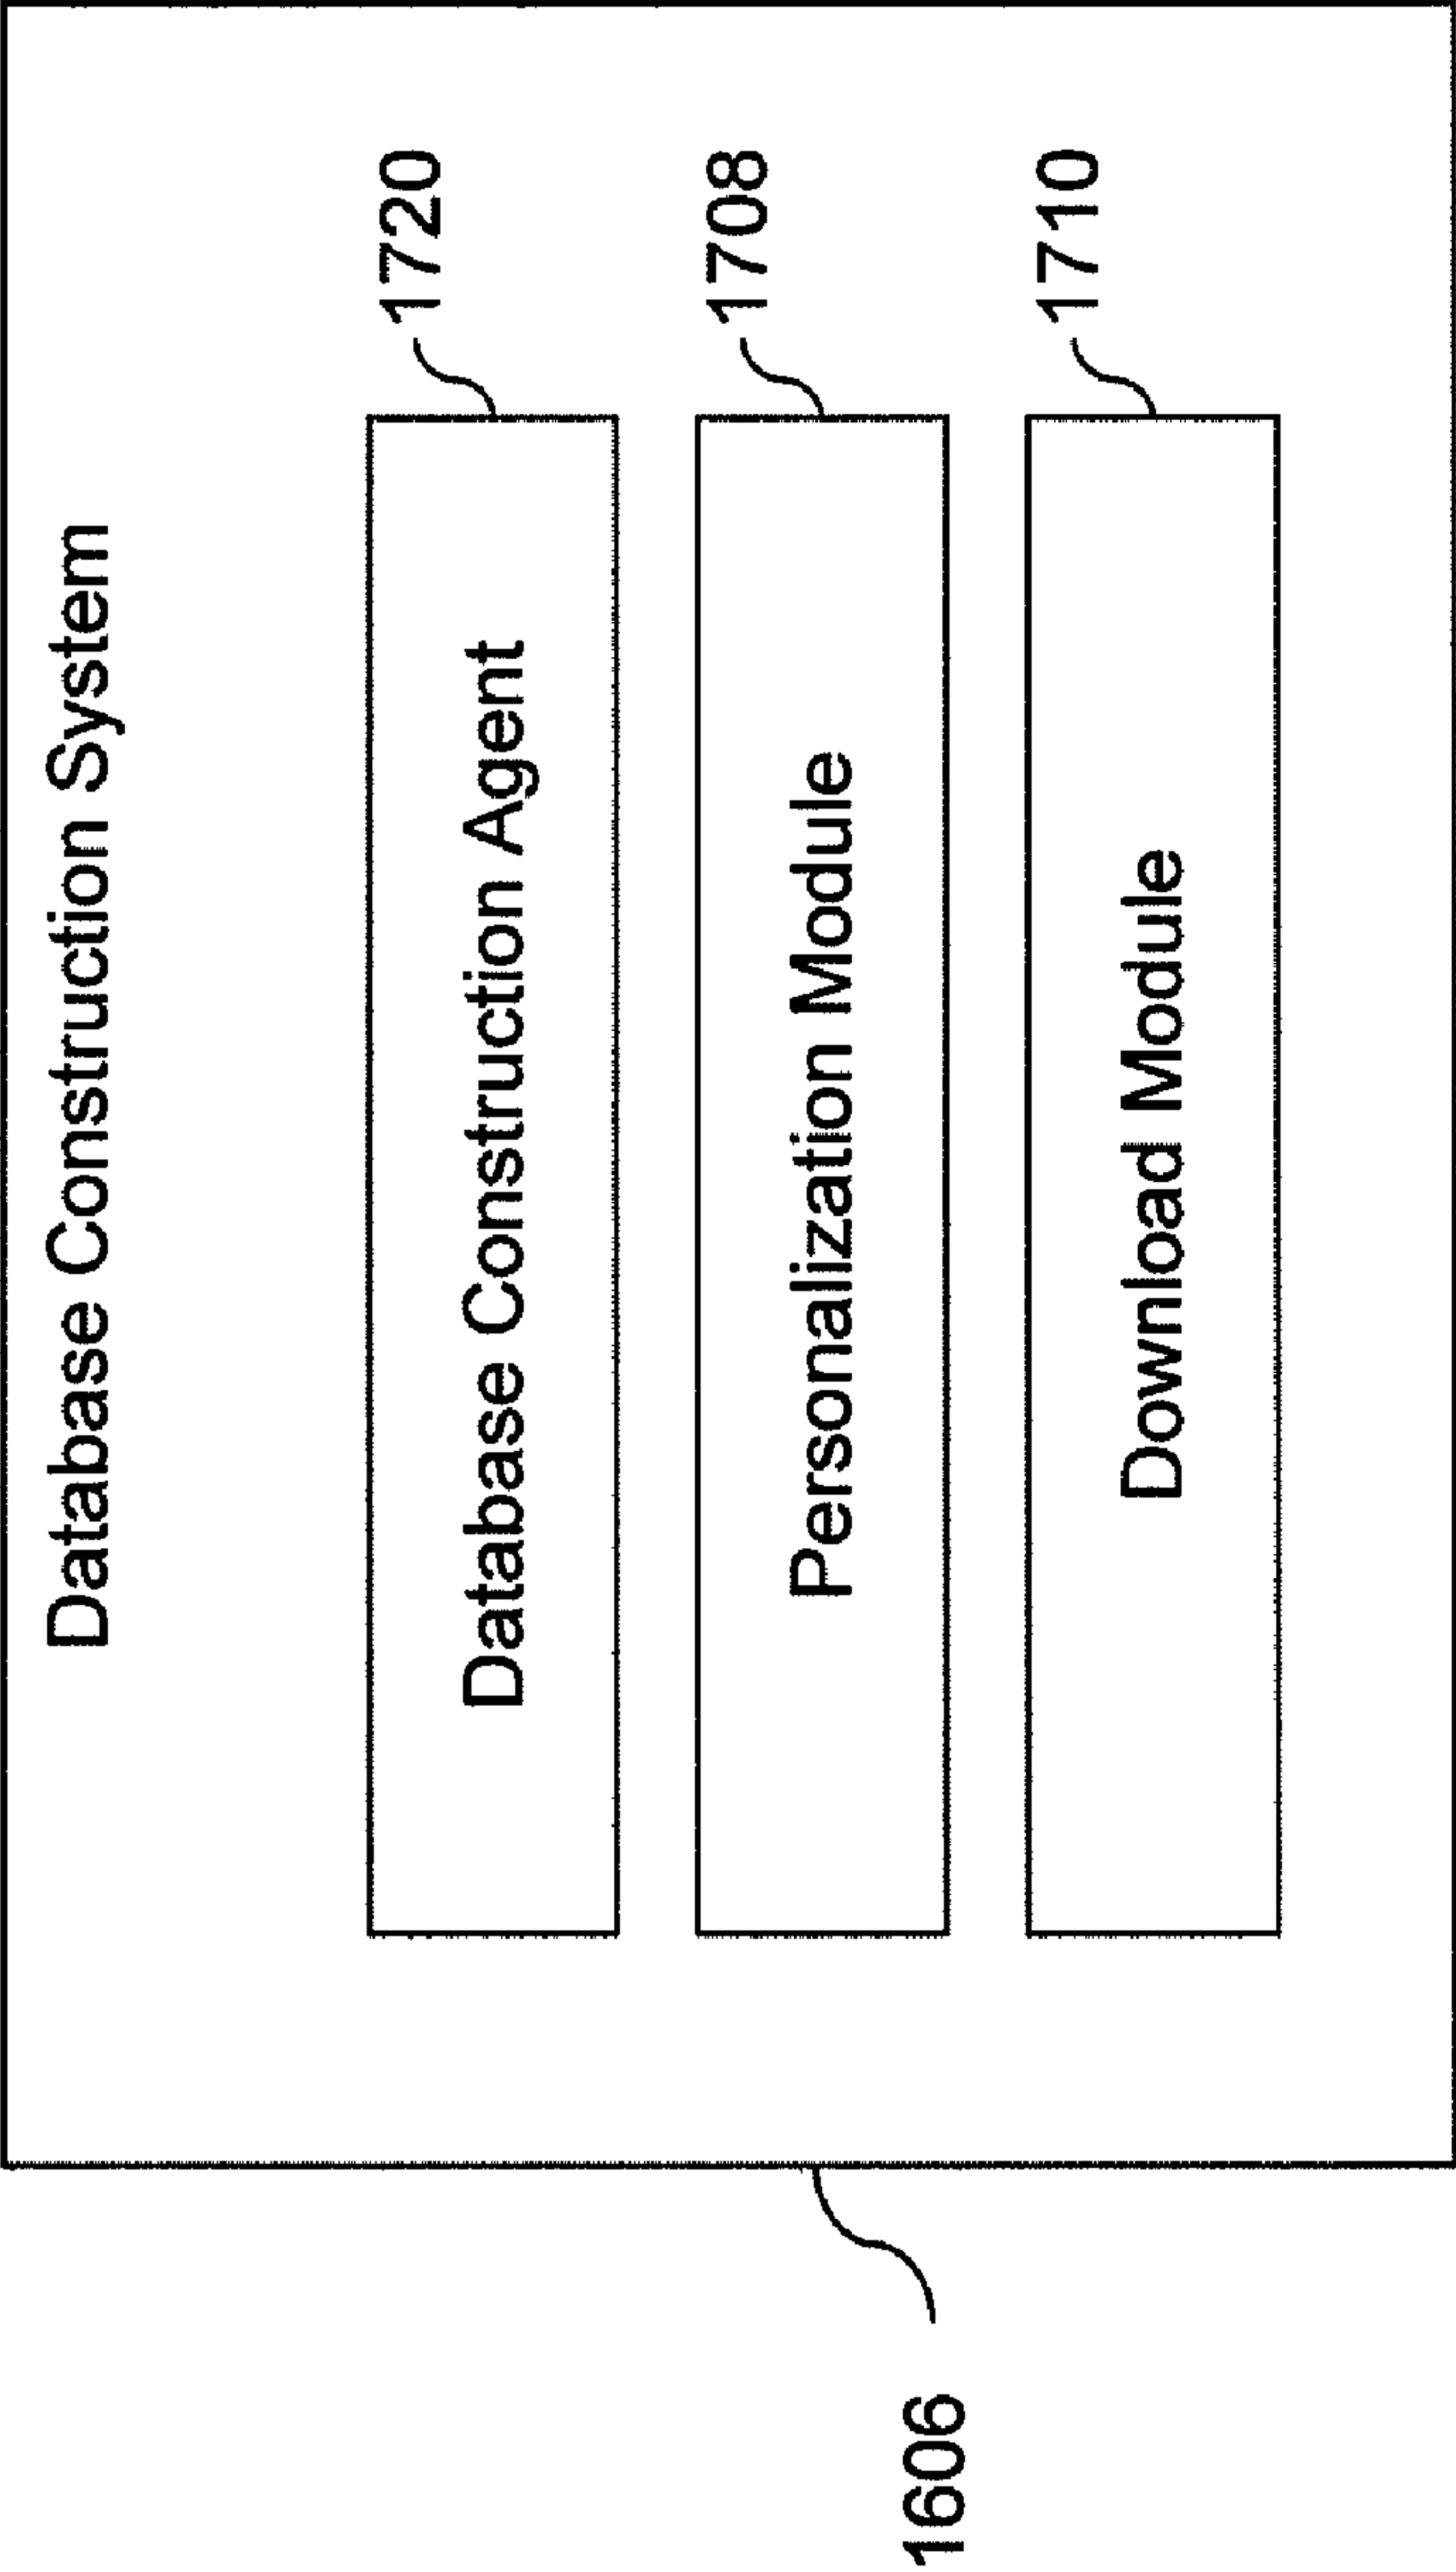 Database Construction System
Database Construction Agent
1720
Personalization Module
1708
Download Module
1710
1606